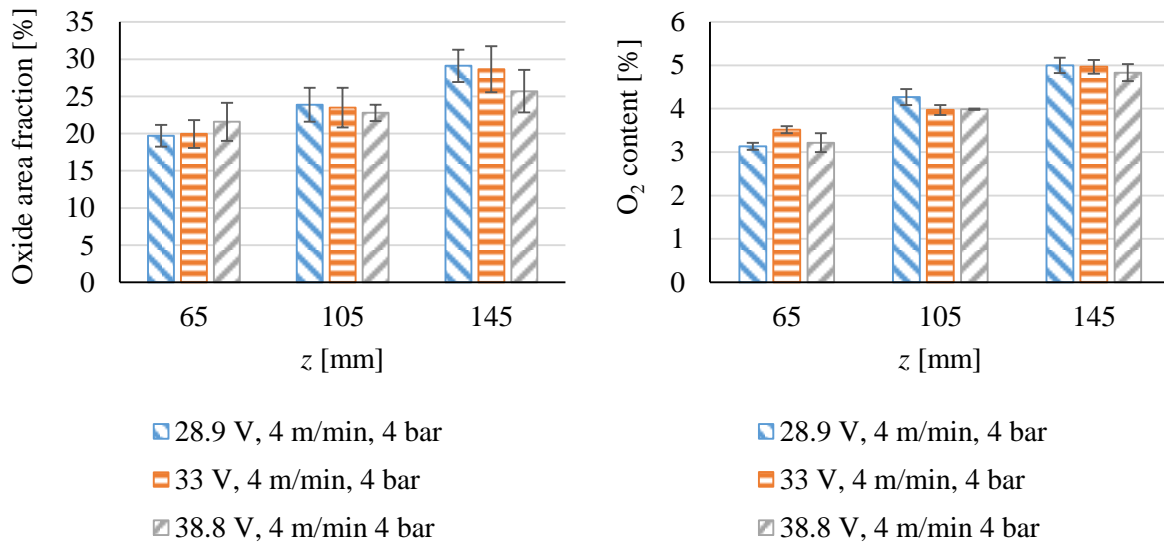 Oxide area fraction [%]
35
30
25
20
15
10
5
0
65 105 145
z [mm]
28.9 V, 4 m/min, 4 bar
33 V, 4 m/min, 4 bar
38.8 V, 4 m/min 4 bar
O₂ content [%]
6
5
4
3
2
1
0
65 105 145
z [mm]
28.9 V, 4 m/min, 4 bar
33 V, 4 m/min, 4 bar
38.8 V, 4 m/min 4 bar